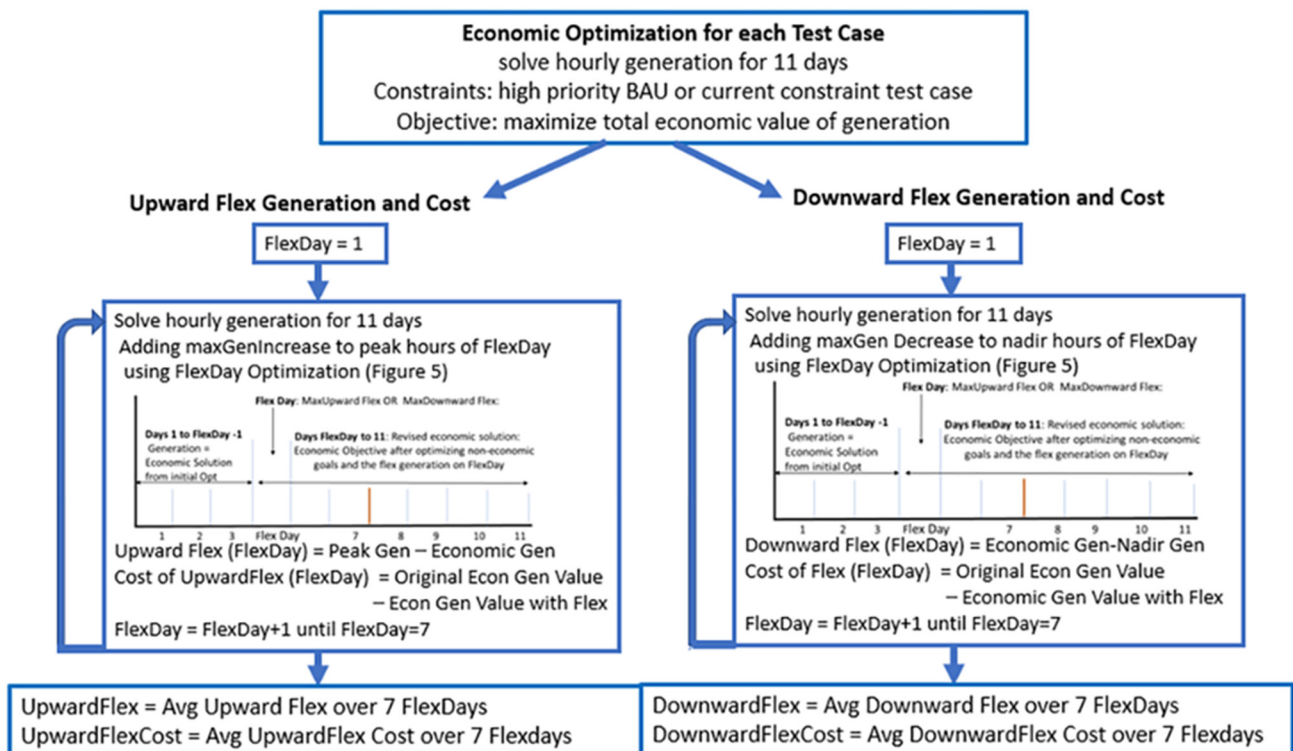 Economic Optimization for each Test Case
solve hourly generation for 11 days
Constraints: high priority BAU or current constraint test case
Objective: maximize total economic value of generation
Upward Flex Generation and Cost
FlexDay = 1
Solve hourly generation for 11 days
Adding maxGenIncrease to peak hours of FlexDay
using FlexDay Optimization (Figure 5)
Flex Day: MaxUpward Flex OR MaxDownward Flex:
Days 1 to FlexDay -1
Generation =
Economic Solution
from initial Opt
Days FlexDay to 11: Revised economic solution:
Economic Objective after optimizing non-economic
goals and the flex generation on FlexDay
1 2 3 Flex Day 7 8 9 10 11
Upward Flex (FlexDay) = Peak Gen – Economic Gen
Cost of UpwardFlex (FlexDay) = Original Econ Gen Value
– Econ Gen Value with Flex
FlexDay = FlexDay+1 until FlexDay=7
UpwardFlex = Avg Upward Flex over 7 FlexDays
UpwardFlexCost = Avg UpwardFlex Cost over 7 Flexdays
Downward Flex Generation and Cost
FlexDay = 1
Solve hourly generation for 11 days
Adding maxGen Decrease to nadir hours of FlexDay
using FlexDay Optimization (Figure 5)
Flex Day: MaxUpward Flex OR MaxDownward Flex:
Days 1 to FlexDay -1
Generation =
Economic Solution
from initial Opt
Days FlexDay to 11: Revised economic solution:
Economic Objective after optimizing non-economic
goals and the flex generation on FlexDay
1 2 3 Flex Day 7 8 9 10 11
Downward Flex (FlexDay) = Economic Gen-Nadir Gen
Cost of Flex (FlexDay) = Original Econ Gen Value
– Economic Gen Value with Flex
FlexDay = FlexDay+1 until FlexDay=7
DownwardFlex = Avg Downward Flex over 7 FlexDays
DownwardFlexCost = Avg DownwardFlex Cost over 7 Flexdays